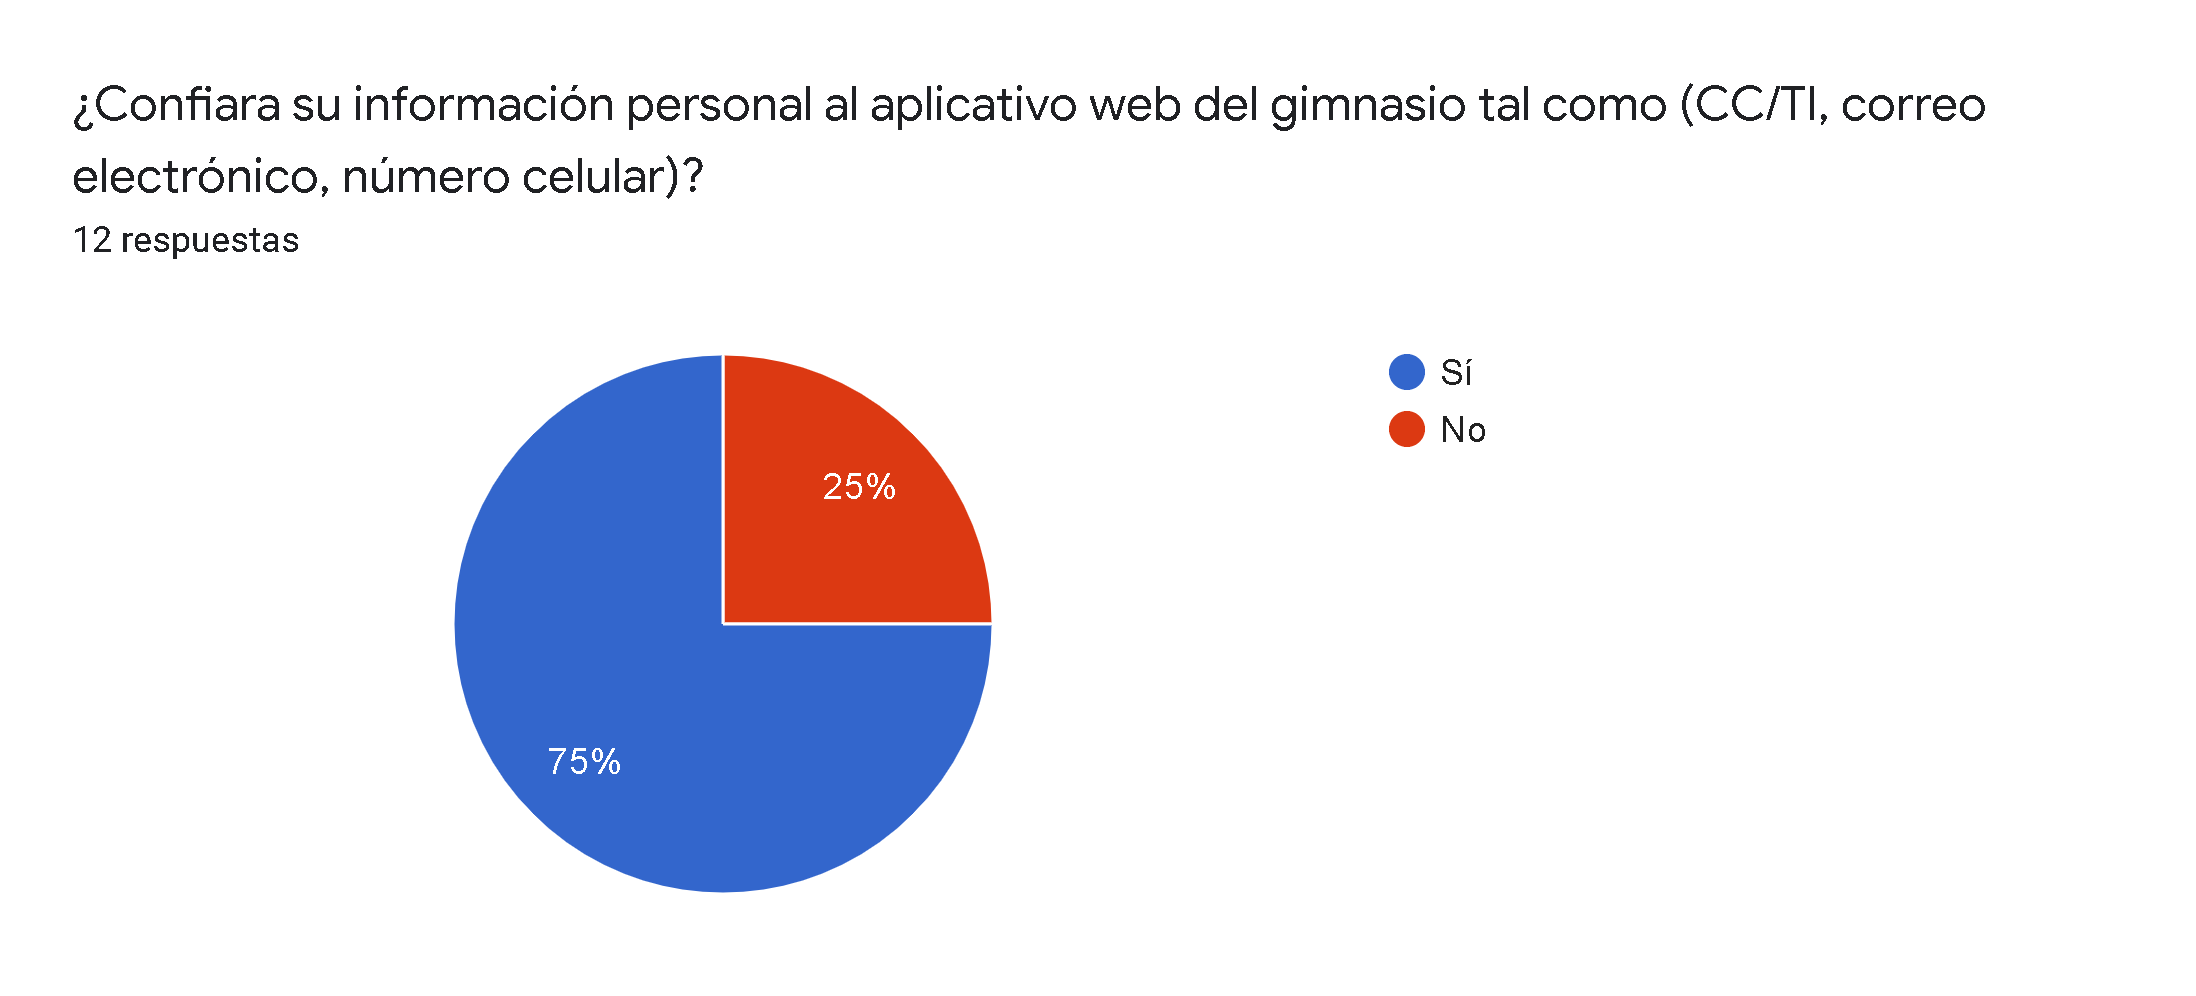 ¿Confiara su información personal al aplicativo web del gimnasio tal como (CC/TI, correo
electrónico, número celular)?
12 respuestas
Sí
No
25%
75%